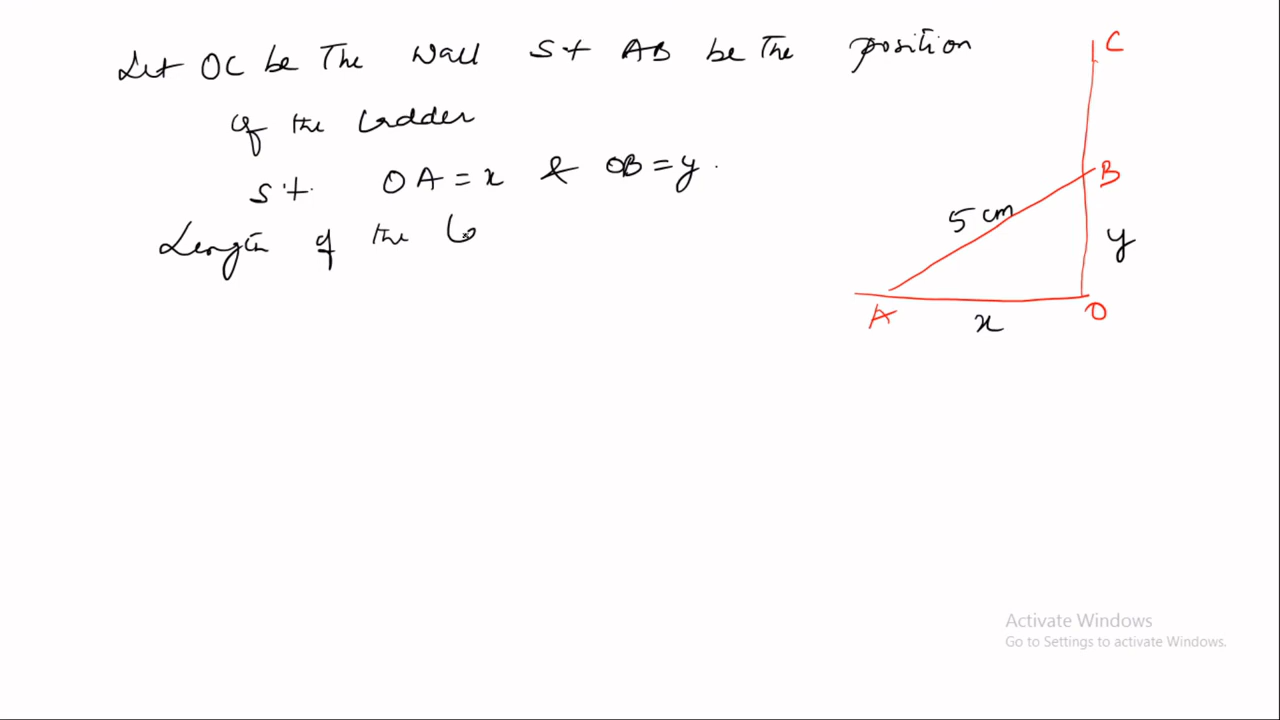 Let OC be The Wall s+ AB be The position
of the Ladder
s.t. OA = x & OB = y.
Length of the
C
B
5 cm
y
A
O
x
Activate Windows
Go to Settings to activate Windows.